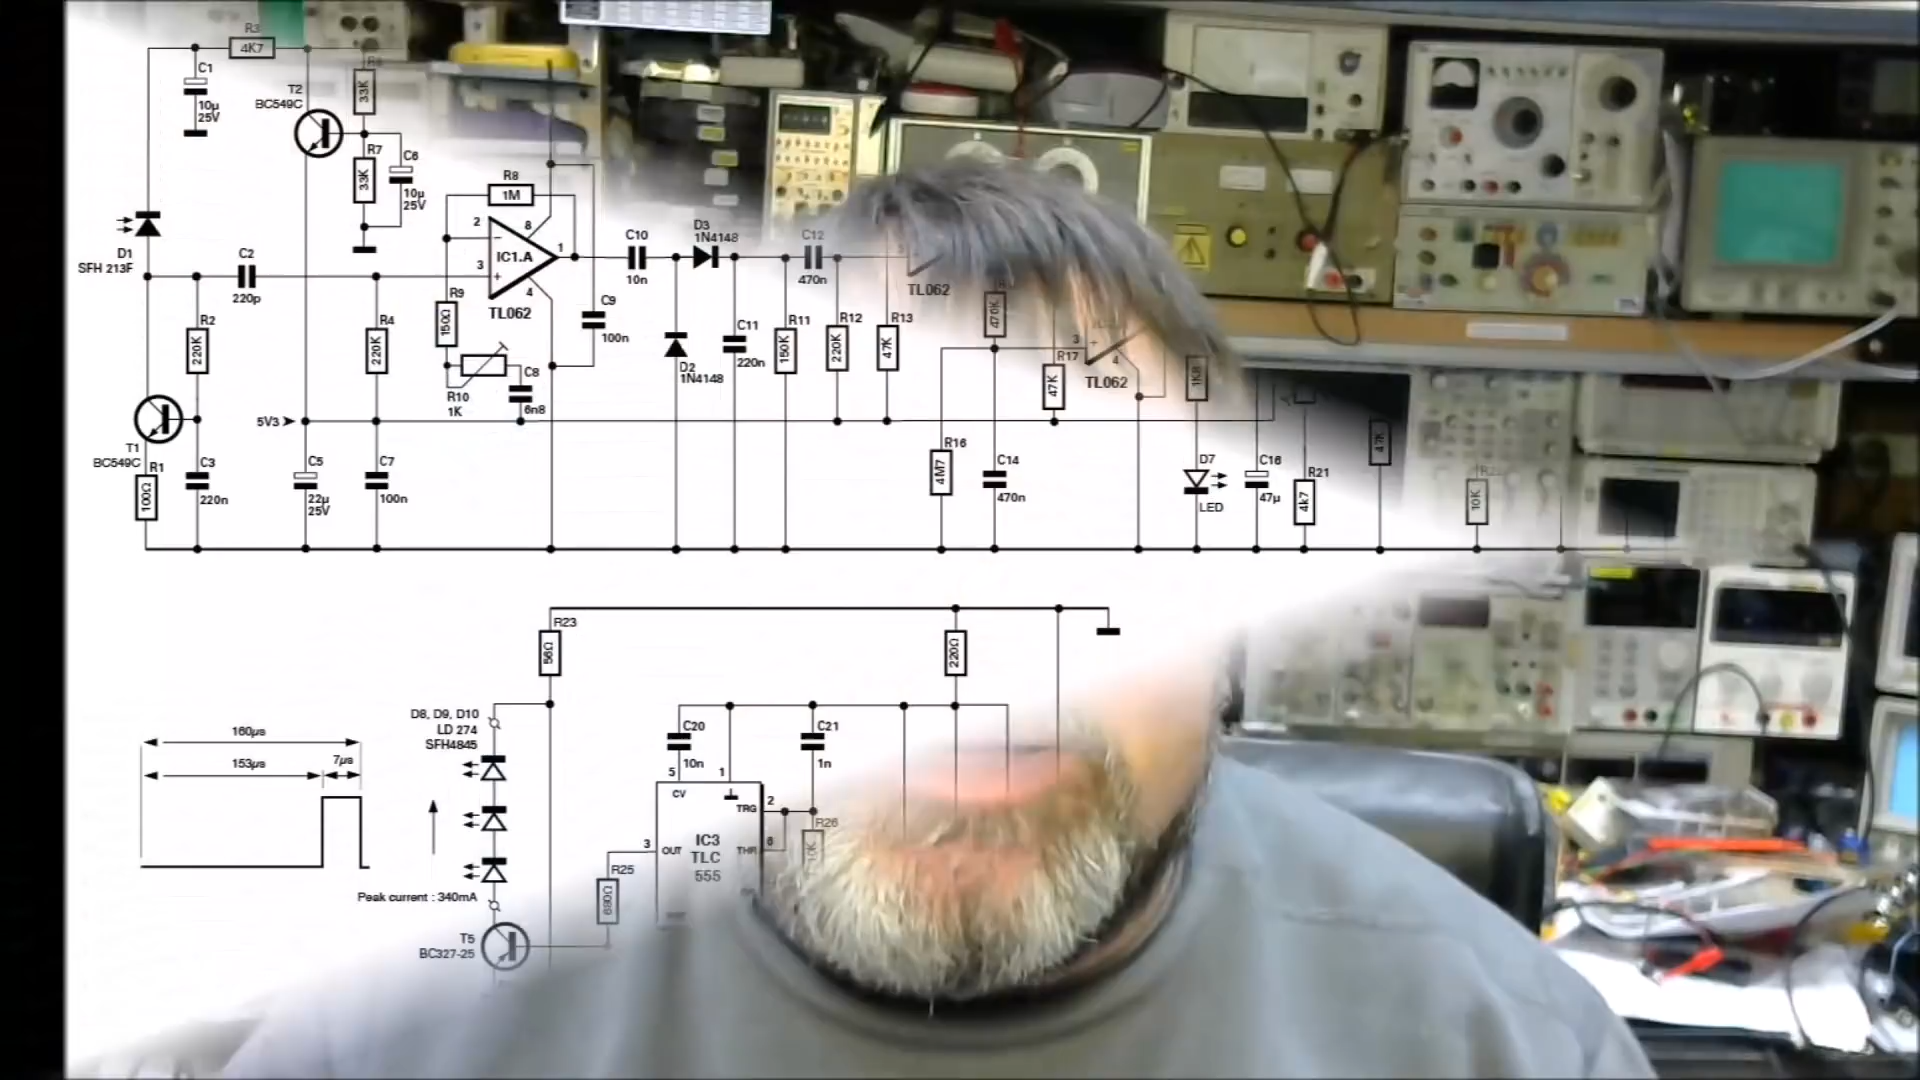 R3
4K7
C1
10µ
25V
T2
BC549C
33K
R7
33K
C6
10µ
25V
D1
SFH 213F
C2
220p
R2
220K
R4
220K
R8
1M
2
8
1
3
4
IC1.A
TL062
R9
150Ω
R10
1K
C8
6n8
C9
100n
C10
10n
D3
1N4148
D2
1N4148
C11
220n
C12
470n
R11
150K
R12
220K
R13
47K
TL062
470K
R17
47K
3
4
TL062
1K8
5V3
T1
BC549C
R1
100Ω
C3
220n
C5
22µ
25V
C7
100n
R16
4M7
C14
470n
D7
LED
C16
47µ
R21
4k7
47K
10K
R23
56Ω
220Ω
160µs
153µs
7µs
D8, D9, D10
LD 274
SFH4845
Peak current : 340mA
T5
BC327-25
R25
680Ω
C20
10n
C21
1n
5
1
CV
TRG
2
3
OUT
THR
6
IC3
TLC
555
R26